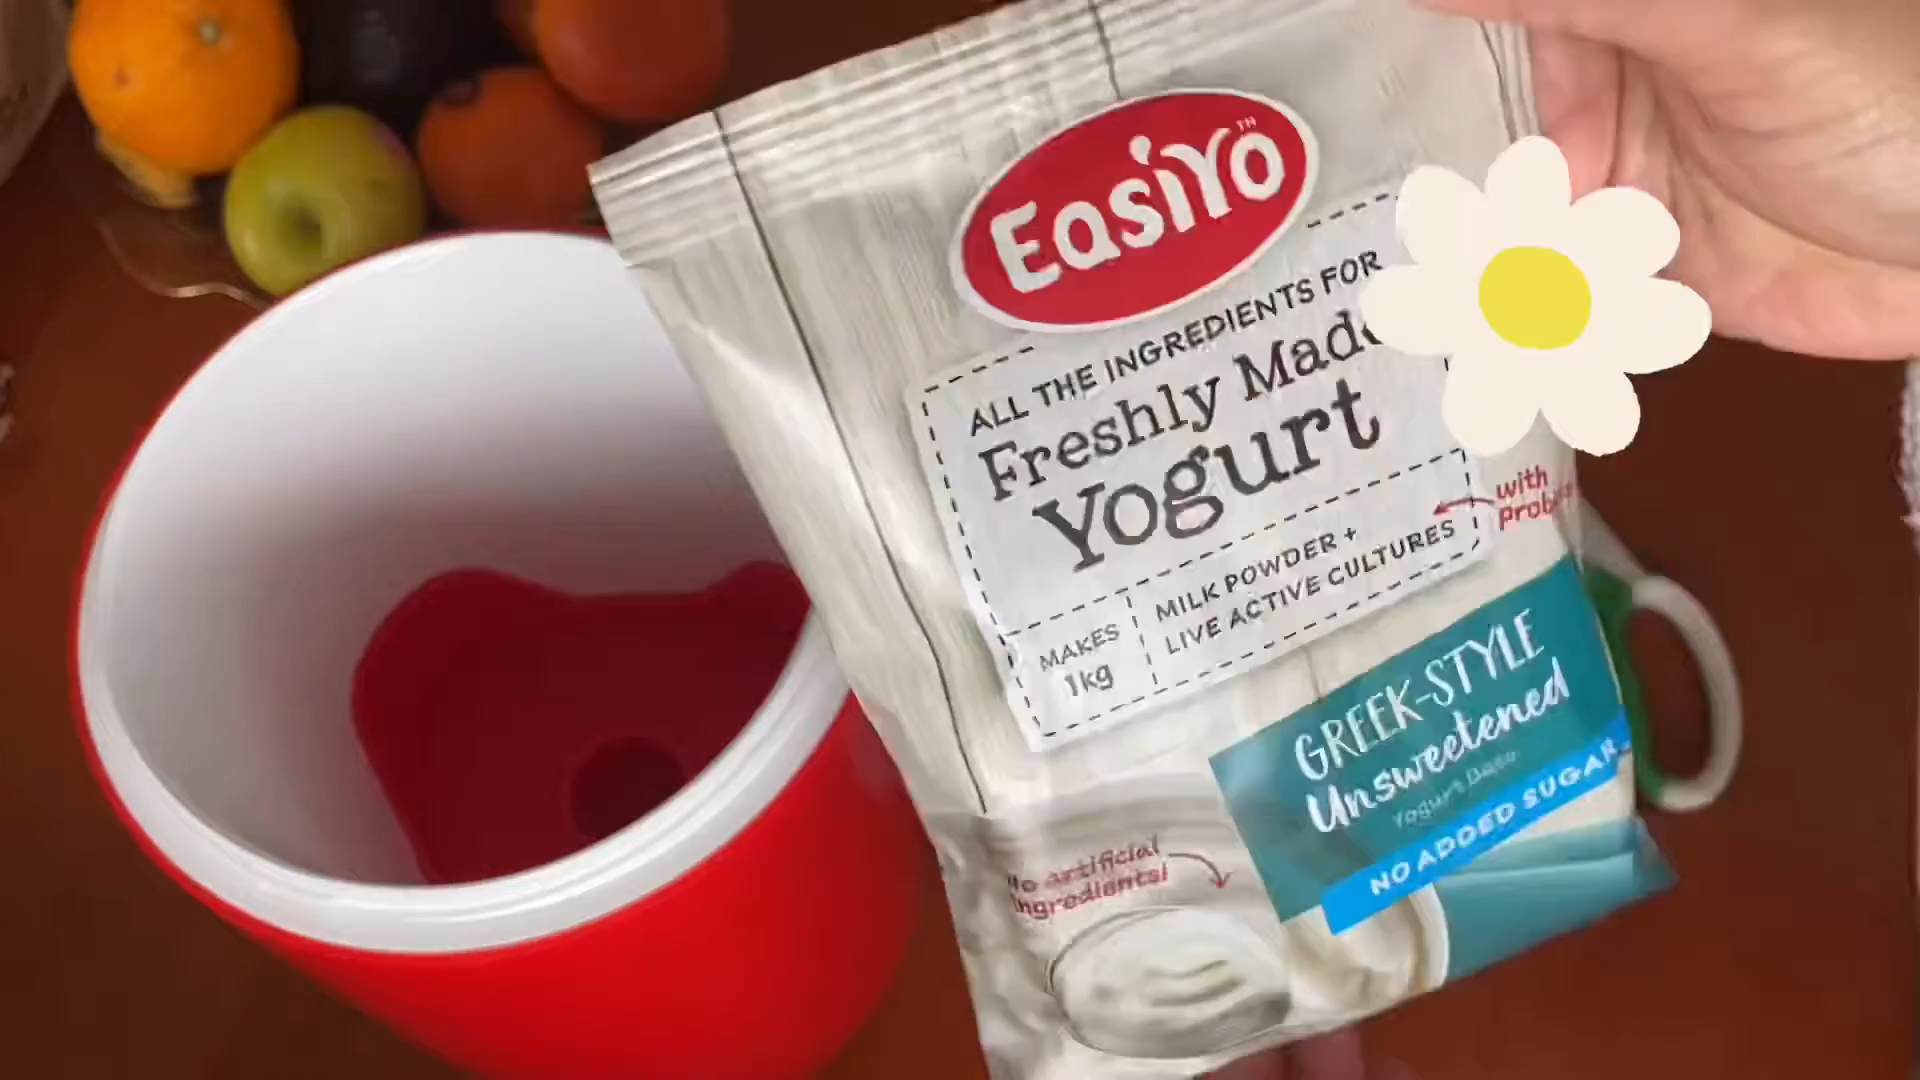 EasiYo™
ALL THE INGREDIENTS FOR
Freshly Made
Yogurt
with
MAKES
1kg
MILK POWDER +
LIVE ACTIVE CULTURES
GREEK-STYLE
Unsweetened
Yogurt Base
NO ADDED SUGAR
No artificial
ingredients!